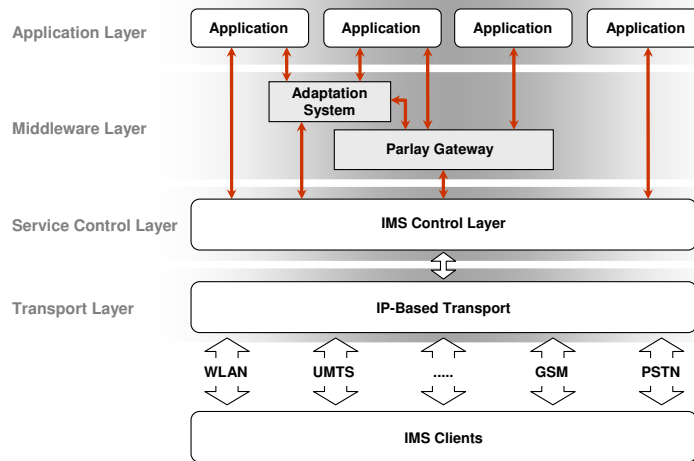 Application Layer
Application
Application
Application
Application
Middleware Layer
Adaptation
System
Parlay Gateway
Service Control Layer
IMS Control Layer
Transport Layer
IP-Based Transport
WLAN
UMTS
.....
GSM
PSTN
IMS Clients